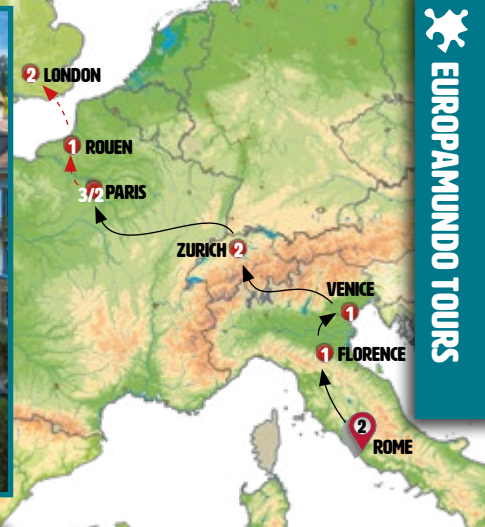 EUROPAMUNDO TOURS
2 LONDON
1 ROUEN
3/2 PARIS
ZURICH 2
VENICE
1
1 FLORENCE
2
ROME